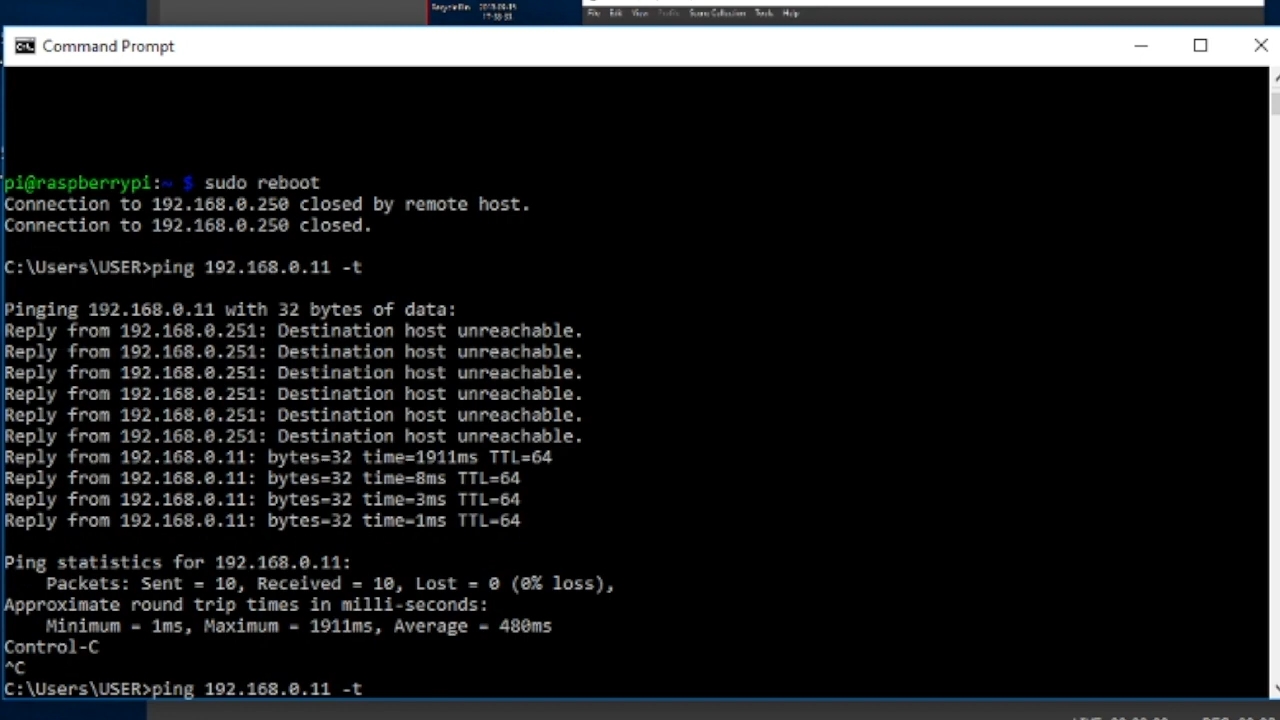 File Edit View Profile Scene Collection Tools Help
Command Prompt
pi@raspberrypi:~ $ sudo reboot
Connection to 192.168.0.250 closed by remote host.
Connection to 192.168.0.250 closed.
C:\Users\USER>ping 192.168.0.11 -t
Pinging 192.168.0.11 with 32 bytes of data:
Reply from 192.168.0.251: Destination host unreachable.
Reply from 192.168.0.251: Destination host unreachable.
Reply from 192.168.0.251: Destination host unreachable.
Reply from 192.168.0.251: Destination host unreachable.
Reply from 192.168.0.251: Destination host unreachable.
Reply from 192.168.0.251: Destination host unreachable.
Reply from 192.168.0.11: bytes=32 time=1911ms TTL=64
Reply from 192.168.0.11: bytes=32 time=8ms TTL=64
Reply from 192.168.0.11: bytes=32 time=3ms TTL=64
Reply from 192.168.0.11: bytes=32 time=1ms TTL=64
Ping statistics for 192.168.0.11:
Packets: Sent = 10, Received = 10, Lost = 0 (0% loss),
Approximate round trip times in milli-seconds:
Minimum = 1ms, Maximum = 1911ms, Average = 480ms
Control-C
^C
C:\Users\USER>ping 192.168.0.11 -t